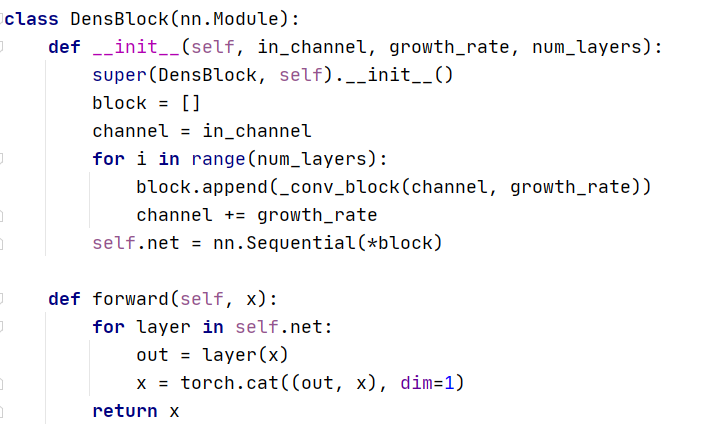 class DensBlock(nn.Module):
    def __init__(self, in_channel, growth_rate, num_layers):
        super(DensBlock, self).__init__()
        block = []
        channel = in_channel
        for i in range(num_layers):
            block.append(_conv_block(channel, growth_rate))
            channel += growth_rate
        self.net = nn.Sequential(*block)

    def forward(self, x):
        for layer in self.net:
            out = layer(x)
            x = torch.cat((out, x), dim=1)
        return x